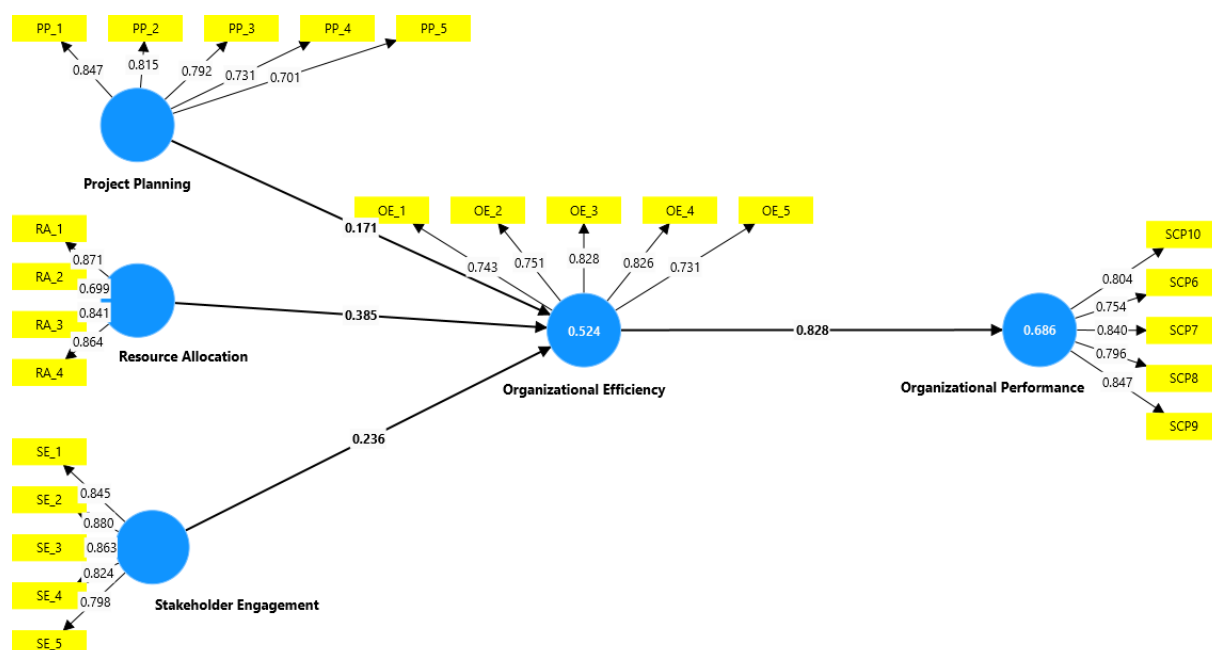 PP_1
PP_2
PP_3
PP_4
PP_5
0.847
0.815
0.792
0.731
0.701
Project Planning
RA_1
RA_2
RA_3
RA_4
0.871
0.699
0.841
0.864
Resource Allocation
SE_1
SE_2
SE_3
SE_4
SE_5
0.845
0.880
0.863
0.824
0.798
Stakeholder Engagement
0.171
0.385
0.236
OE_1
OE_2
OE_3
OE_4
OE_5
0.743
0.751
0.828
0.826
0.731
0.524
Organizational Efficiency
0.828
0.686
Organizational Performance
0.804
0.754
0.840
0.796
0.847
SCP10
SCP6
SCP7
SCP8
SCP9